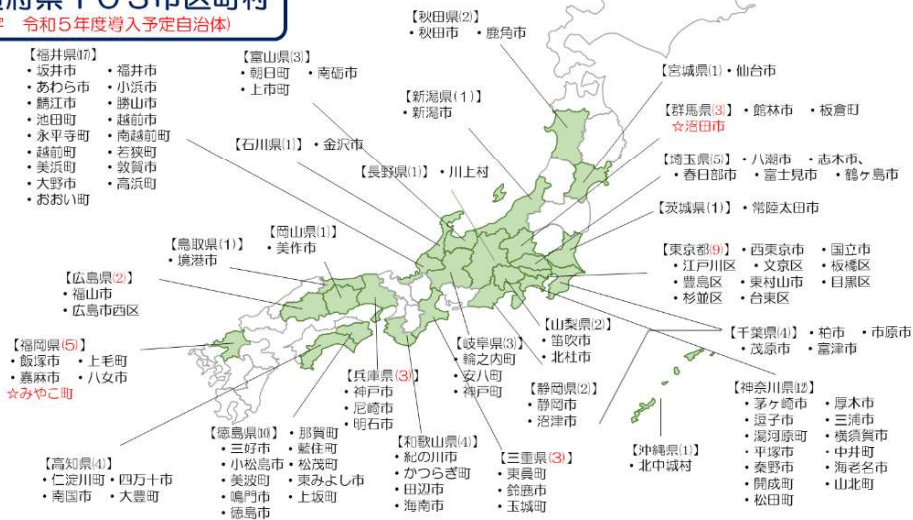 府県103市区町村
令和5年度導入予定自治体)
【福井県(17)】
・坂井市 ・福井市
・あわら市 ・小浜市
・鯖江市 ・勝山市
・池田町 ・越前市
・永平寺町 ・南越前町
・越前町 ・若狭町
・美浜町 ・敦賀市
・大野市 ・高浜町
・おおい町
【富山県(3)】
・朝日町 ・南砺市
・上市町
【秋田県(2)】
・秋田市 ・鹿角市
【新潟県(1)】
・新潟市
【石川県(1)】・金沢市
【長野県(1)】・川上村
【宮城県(1)・仙台市
【群馬県(3)】・館林市 ・板倉町
☆沼田市
【埼玉県(5)】・八潮市 ・志木市、
・春日部市 ・富士見市 ・鶴ヶ島市
【茨城県(1)】・常陸太田市
【東京都(9)】・西東京市 ・国立市
・江戸川区 ・文京区 ・板橋区
・豊島区 ・東村山市 ・目黒区
・杉並区 ・台東区
【千葉県(4)】・柏市 ・市原市
・茂原市 ・富津市
【岡山県(1)】
・美作市
【鳥取県(1)】
・境港市
【広島県(2)】
・福山市
・広島市西区
【福岡県(5)】
・飯塚市 ・上毛町
・嘉麻市 ・八女市
☆みやこ町
【高知県(4)】
・仁淀川町・四万十市
・南国市 ・大豊町
【徳島県(10)】・那賀町
・三好市 ・藍住町
・小松島市 ・松茂町
・美波町 ・東みよし市
・鳴門市 ・上坂町
・徳島市
【兵庫県(3)】
・神戸市
・尼崎市
・明石市
【和歌山県(4)】
・紀の川市
・かつらぎ町
・田辺市
・海南市
【岐阜県(3)】
・輪之内町
・安八町
・神戸町
【三重県(3)】
・東員町
・鈴鹿市
・玉城町
【山梨県(2)】
・笛吹市
・北杜市
【静岡県(2)】
・静岡市
・沼津市
【沖縄県(1)】
・北中城村
【神奈川県(12)】
・茅ヶ崎市 ・厚木市
・逗子市 ・三浦市
・湯河原町 ・横須賀市
・平塚市 ・中井町
・秦野市 ・海老名市
・開成町 ・山北町
・松田町